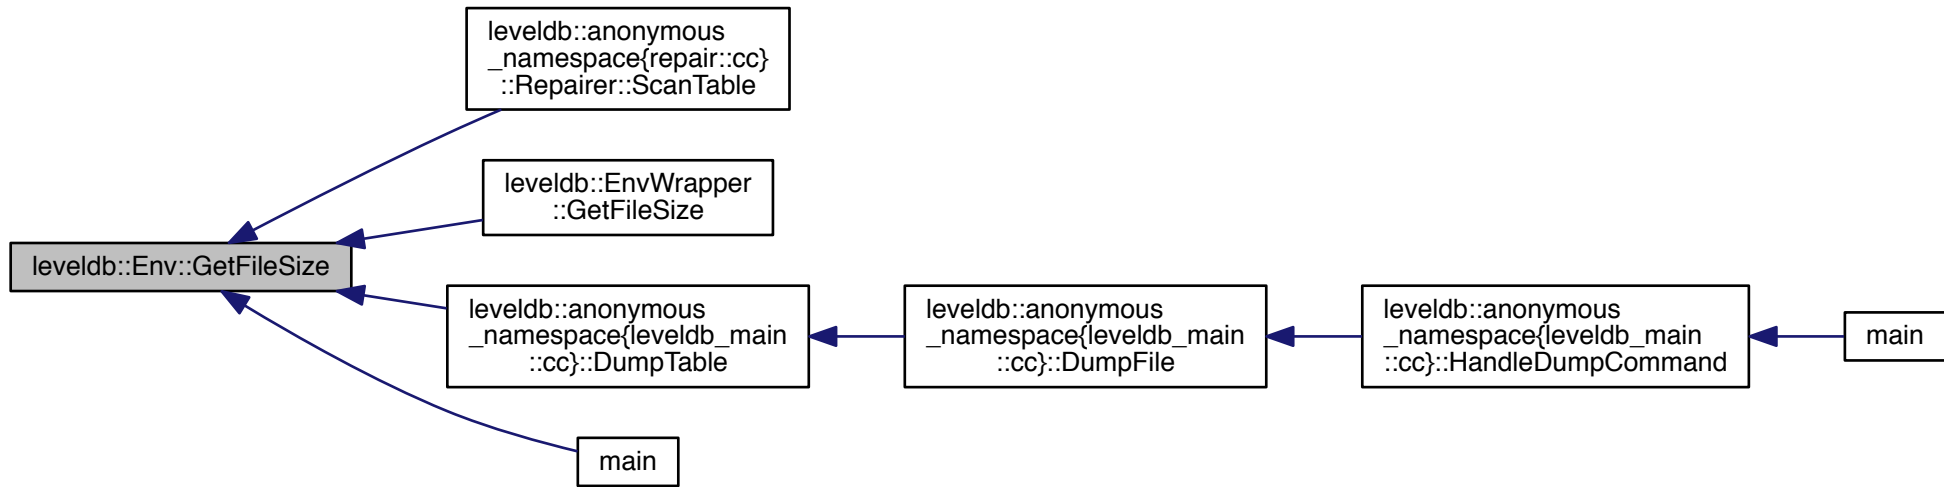 leveldb::anonymous
_namespace{repair::cc}
::Repairer::ScanTable
leveldb::EnvWrapper
::GetFileSize
leveldb::Env::GetFileSize
leveldb::anonymous
_namespace{leveldb_main
::cc}::DumpTable
leveldb::anonymous
_namespace{leveldb_main
::cc}::DumpFile
leveldb::anonymous
_namespace{leveldb_main
::cc}::HandleDumpCommand
main
main